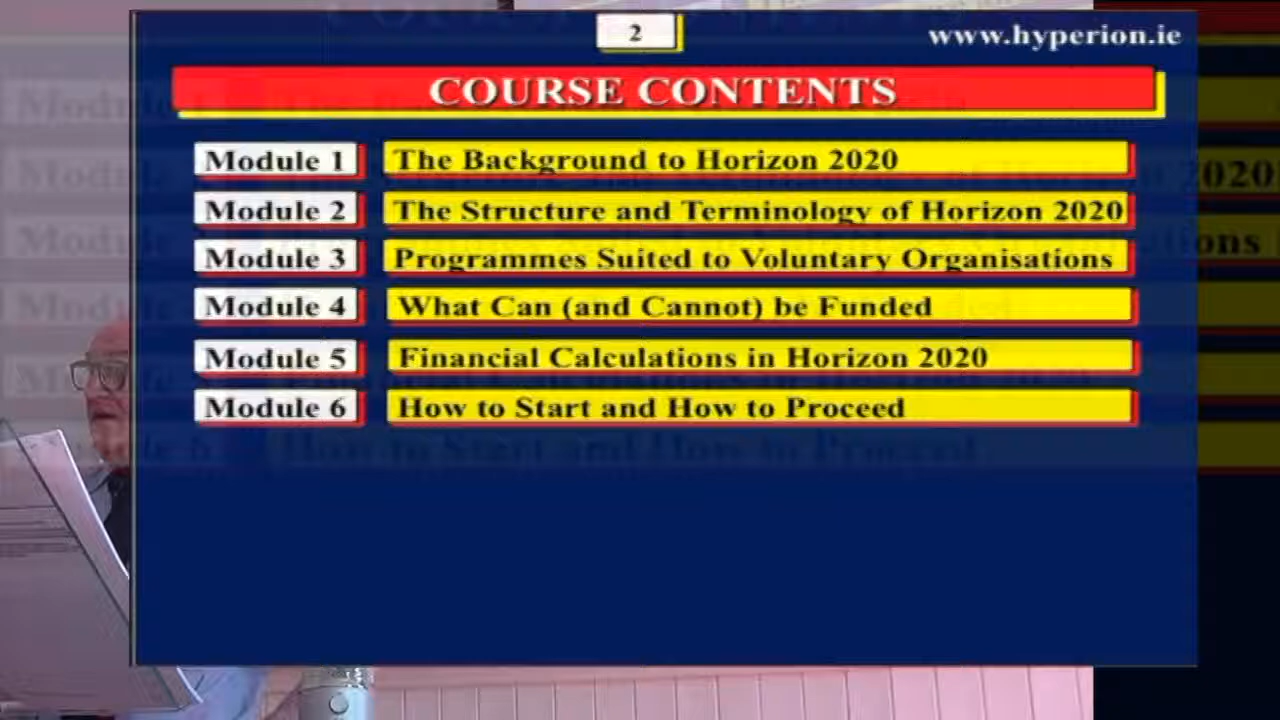 2
www.hyperion.ie
COURSE CONTENTS
Module 1 The Background to Horizon 2020
Module 2 The Structure and Terminology of Horizon 2020
Module 3 Programmes Suited to Voluntary Organisations
Module 4 What Can (and Cannot) be Funded
Module 5 Financial Calculations in Horizon 2020
Module 6 How to Start and How to Proceed